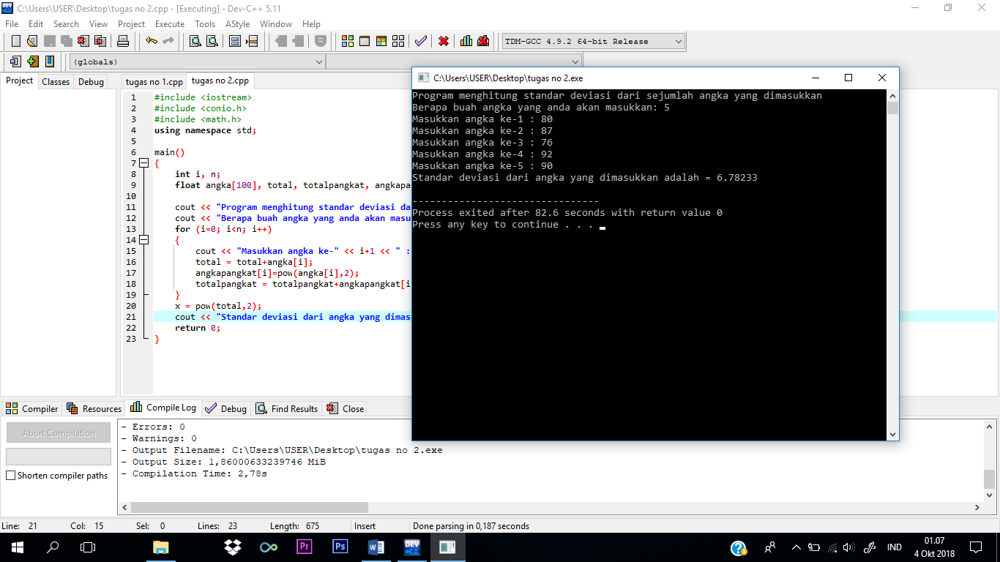 C:\Users\USER\Desktop\tugas no 2.cpp - [Executing] - Dev-C++ 5.11
File Edit Search View Project Execute Tools AStyle Window Help
TDM-GCC 4.9.2 64-bit Release
(globals)
Project Classes Debug
tugas no 1.cpp tugas no 2.cpp
1 #include <iostream>
2 #include <conio.h>
3 #include <math.h>
4 using namespace std;
5
6 main()
7 {
8 int i, n;
9 float angka[100], total, totalpangkat, angkapa
10
11 cout << "Program menghitung standar deviasi da
12 cout << "Berapa buah angka yang anda akan masu
13 for (i=0; i<n; i++)
14 {
15 cout << "Masukkan angka ke-" << i+1 << " :
16 total = total+angka[i];
17 angkapangkat[i]=pow(angka[i],2);
18 totalpangkat = totalpangkat+angkapangkat[i
19 }
20 x = pow(total,2);
21 cout << "Standar deviasi dari angka yang dimas
22 return 0;
23 }
C:\Users\USER\Desktop\tugas no 2.exe
Program menghitung standar deviasi dari sejumlah angka yang dimasukkan
Berapa buah angka yang anda akan masukkan: 5
Masukkan angka ke-1 : 80
Masukkan angka ke-2 : 87
Masukkan angka ke-3 : 76
Masukkan angka ke-4 : 92
Masukkan angka ke-5 : 90
Standar deviasi dari angka yang dimasukkan adalah = 6.78233
--------------------------------
Process exited after 82.6 seconds with return value 0
Press any key to continue . . .
Compiler Resources Compile Log Debug Find Results Close
Abort Compilation
Shorten compiler paths
- Errors: 0
- Warnings: 0
- Output Filename: C:\Users\USER\Desktop\tugas no 2.exe
- Output Size: 1,86000633239746 MiB
- Compilation Time: 2,78s
Line: 21 Col: 15 Sel: 0 Lines: 23 Length: 675 Insert Done parsing in 0,187 seconds
Pr Ps W DEV IND
01.07
4 Okt 2018